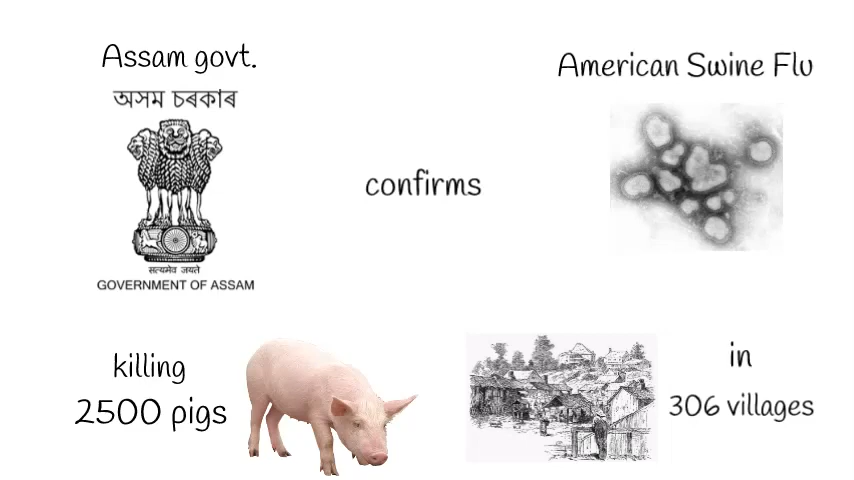 Assam govt.
American Swine Flu
অসম চৰকাৰ
confirms
सत्यमेव जयते
GOVERNMENT OF ASSAM
killing
2500 pigs
in
306 villages